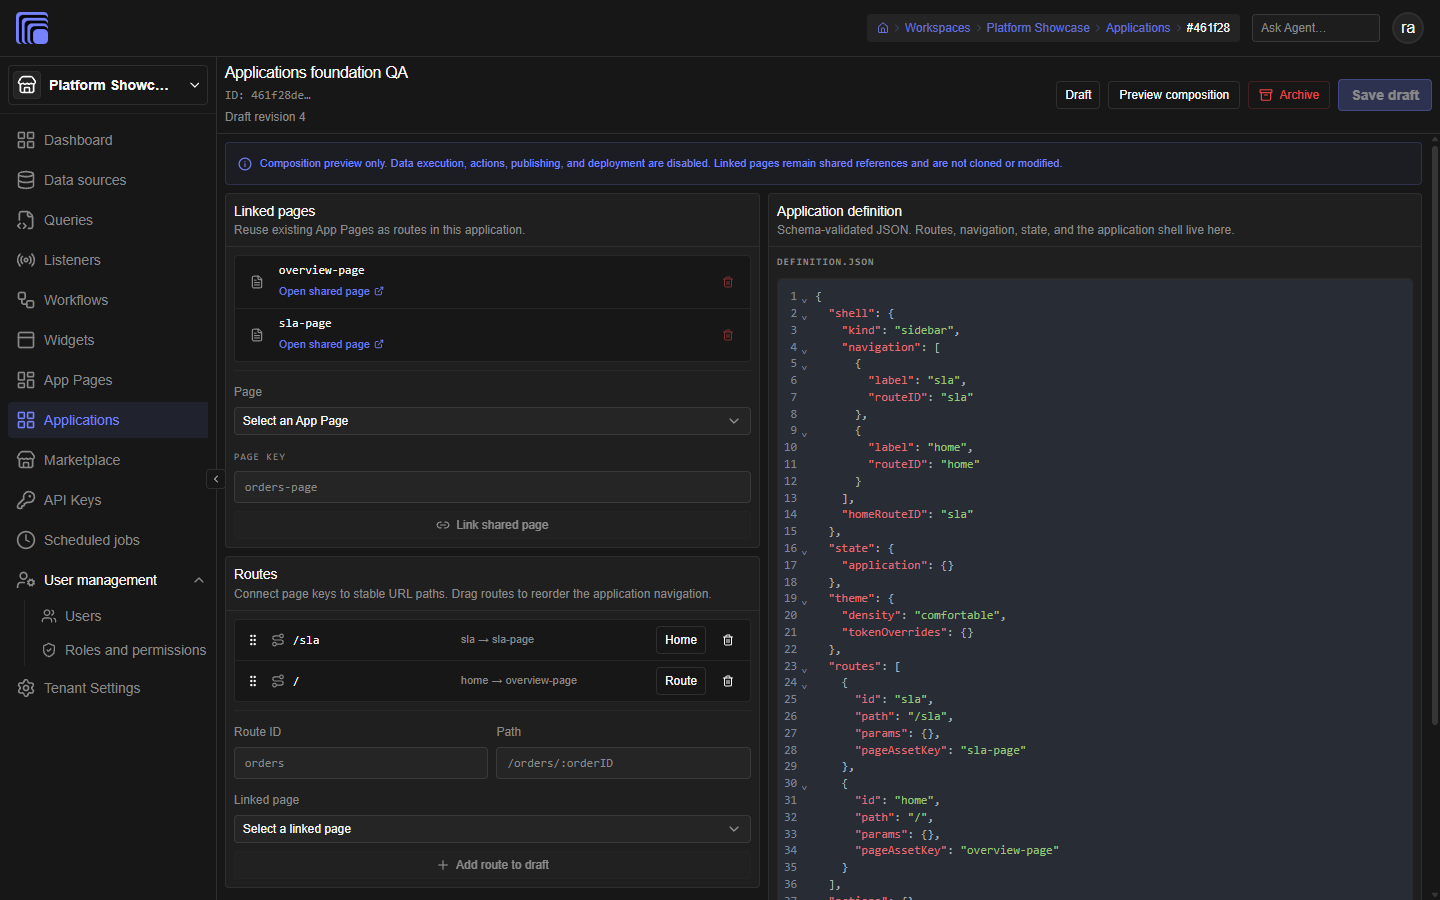 Workspaces
Platform Showcase
Applications
#461f28
Ask Agent...
ra
Platform Showc...
Dashboard
Data sources
Queries
Listeners
Workflows
Widgets
App Pages
Applications
Marketplace
API Keys
Scheduled jobs
User management
Users
Roles and permissions
Tenant Settings
Applications foundation QA
ID: 461f28de…
Draft revision 4
Draft
Preview composition
Archive
Save draft
Composition preview only. Data execution, actions, publishing, and deployment are disabled. Linked pages remain shared references and are not cloned or modified.
Linked pages
Reuse existing App Pages as routes in this application.
overview-page
Open shared page
sla-page
Open shared page
Page
Select an App Page
PAGE KEY
orders-page
Link shared page
Routes
Connect page keys to stable URL paths. Drag routes to reorder the application navigation.
/sla
sla → sla-page
Home
/
home → overview-page
Route
Route ID
Path
orders
/orders/:orderID
Linked page
Select a linked page
Add route to draft
Application definition
Schema-validated JSON. Routes, navigation, state, and the application shell live here.
DEFINITION.JSON
1 {
2 "shell": {
3 "kind": "sidebar",
4 "navigation": [
5 {
6 "label": "sla",
7 "routeID": "sla"
8 },
9 {
10 "label": "home",
11 "routeID": "home"
12 }
13 ],
14 "homeRouteID": "sla"
15 },
16 "state": {
17 "application": {}
18 },
19 "theme": {
20 "density": "comfortable",
21 "tokenOverrides": {}
22 },
23 "routes": [
24 {
25 "id": "sla",
26 "path": "/sla",
27 "params": {},
28 "pageAssetKey": "sla-page"
29 },
30 {
31 "id": "home",
32 "path": "/",
33 "params": {},
34 "pageAssetKey": "overview-page"
35 }
36 ],